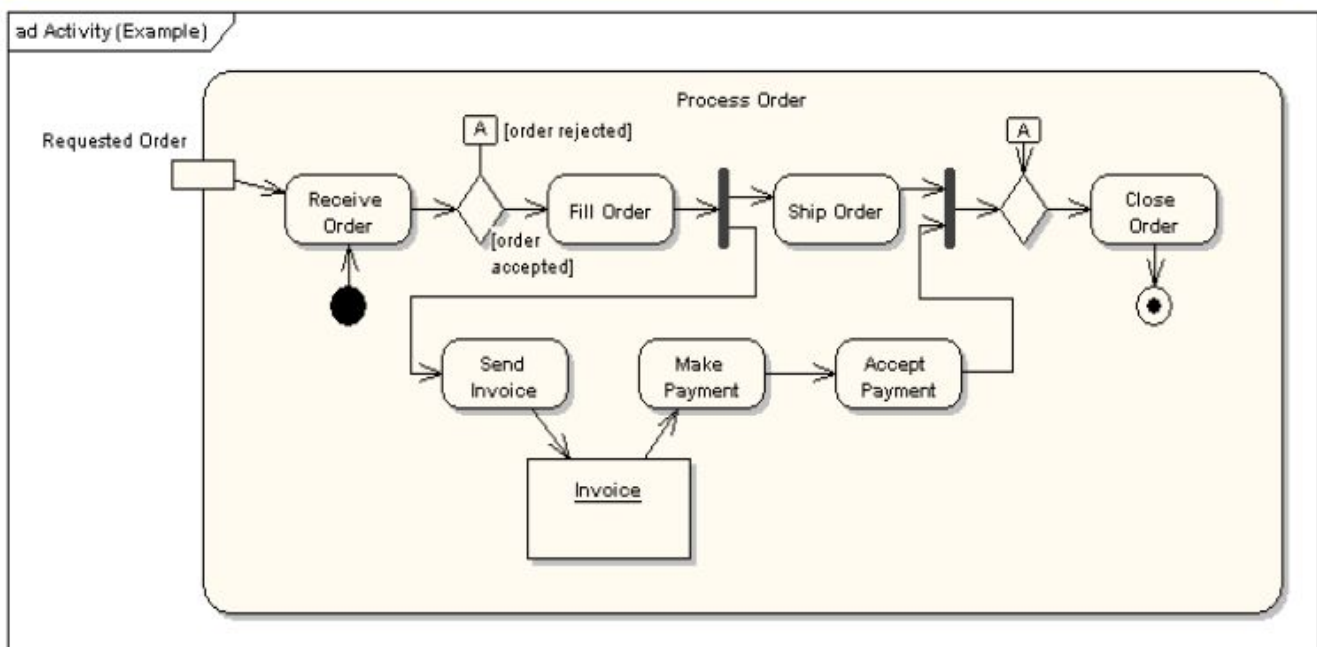 ad Activity (Example)
Process Order
Requested Order
A
[order rejected]
A
Receive
Order
Fill Order
Ship Order
Close
Order
[order
accepted]
Send
Invoice
Make
Payment
Accept
Payment
Invoice